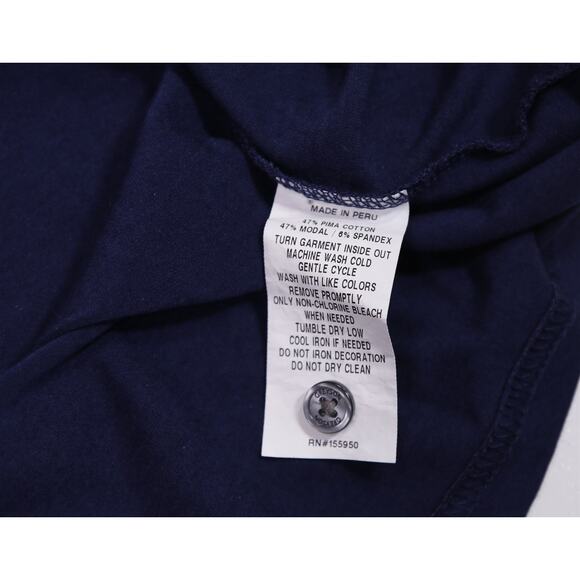 MADE IN PERU
47% PIMA COTTON
47% MODAL / 6% SPANDEX
TURN GARMENT INSIDE OUT
MACHINE WASH COLD
GENTLE CYCLE
WASH WITH LIKE COLORS
REMOVE PROMPTLY
ONLY NON-CHLORINE BLEACH
WHEN NEEDED
TUMBLE DRY LOW
COOL IRON IF NEEDED
DO NOT IRON DECORATION
DO NOT DRY CLEAN
GREYSON
RN#155950